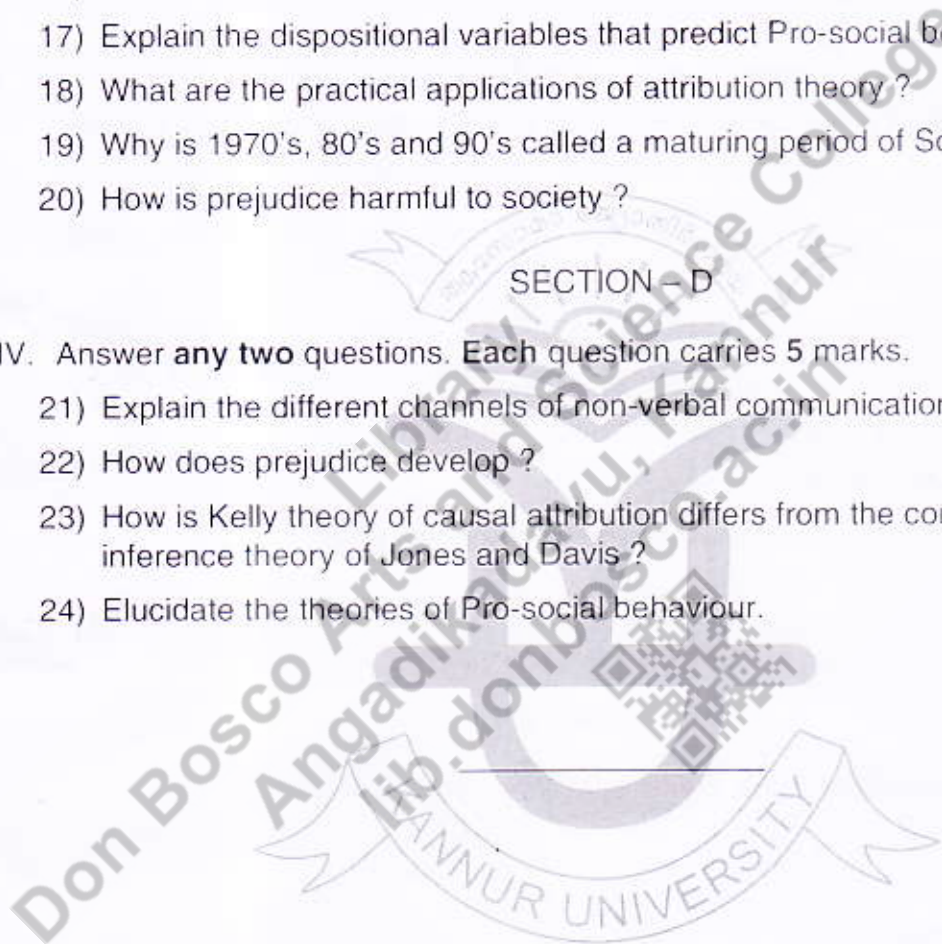 17) Explain the dispositional variables that predict Pro-social b
18) What are the practical applications of attribution theory ?
19) Why is 1970's, 80's and 90's called a maturing period of So
20) How is prejudice harmful to society ?
SECTION – D
IV. Answer any two questions. Each question carries 5 marks.
21) Explain the different channels of non-verbal communication
22) How does prejudice develop ?
23) How is Kelly theory of causal attribution differs from the co
inference theory of Jones and Davis ?
24) Elucidate the theories of Pro-social behaviour.
Library
Don Bosco Arts and Science College
Angadikadavu, Kannur
lib.donbosco.ac.in
KANNUR UNIVERSITY